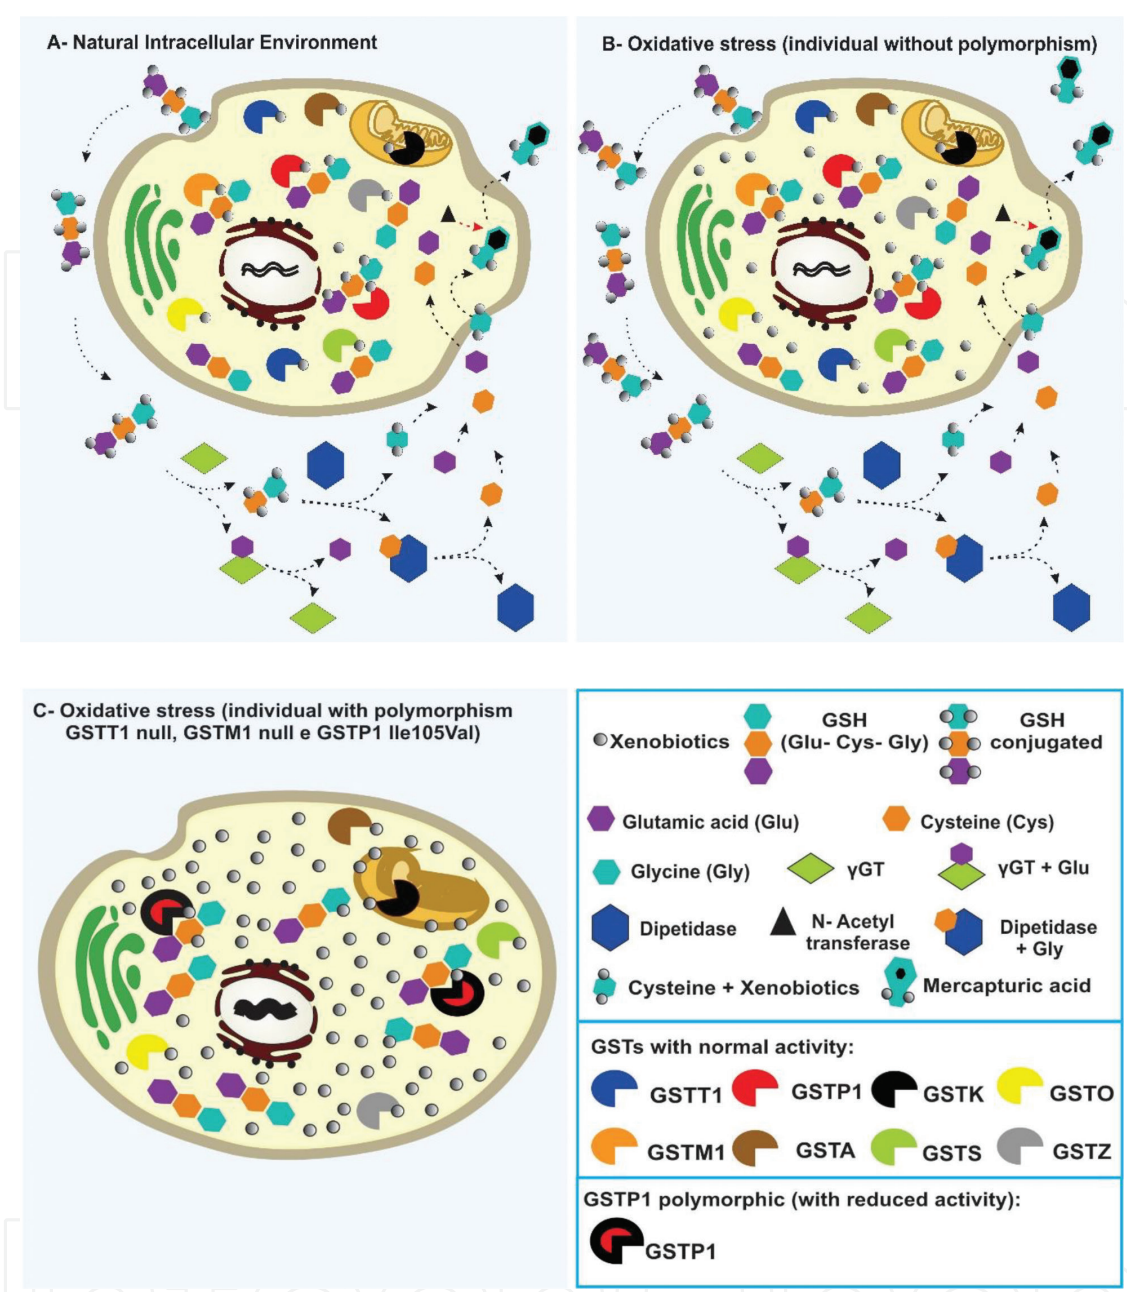 A- Natural Intracellular Environment
B- Oxidative stress (individual without polymorphism)
C- Oxidative stress (individual with polymorphism
GSTT1 null, GSTM1 null e GSTP1 Ile105Val)
Xenobiotics
GSH
(Glu- Cys- Gly)
GSH
conjugated
Glutamic acid (Glu)
Cysteine (Cys)
Glycine (Gly)
γGT
γGT + Glu
Dipetidase
N- Acetyl
transferase
Dipetidase
+ Gly
Cysteine + Xenobiotics
Mercapturic acid
GSTs with normal activity:
GSTT1
GSTP1
GSTK
GSTO
GSTM1
GSTA
GSTS
GSTZ
GSTP1 polymorphic (with reduced activity):
GSTP1